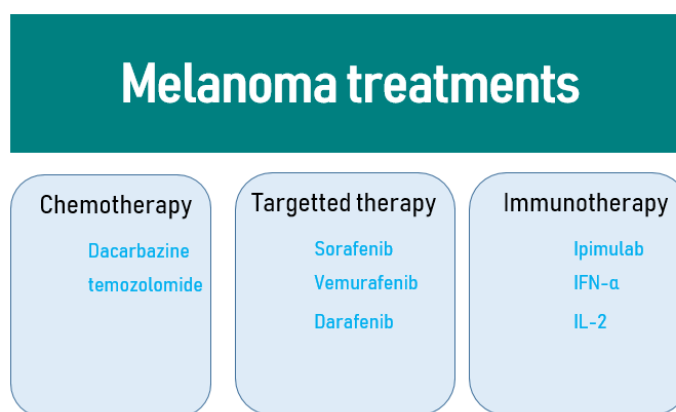 Melanoma treatments
Chemotherapy
Dacarbazine
temozolomide
Targetted therapy
Sorafenib
Vemurafenib
Darafenib
Immunotherapy
Ipimulab
IFN-α
IL-2